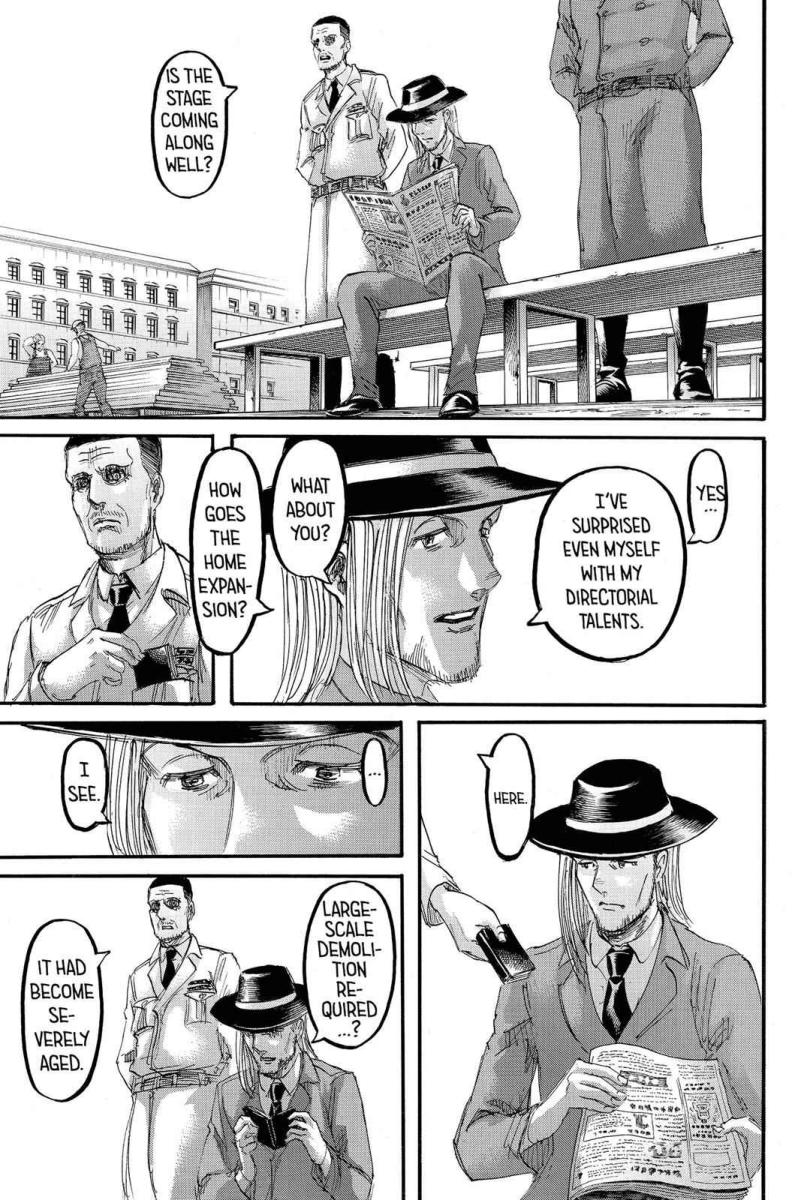 IS THE
STAGE
COMING
ALONG
WELL?
YES
...
I'VE
SURPRISED
EVEN MYSELF
WITH MY
DIRECTORIAL
TALENTS.
WHAT
ABOUT
YOU?
HOW
GOES
THE
HOME
EXPAN-
SION?
HERE.
...
I
SEE.
LARGE-
SCALE
DEMOLI-
TION
RE-
QUIRED
...?
IT HAD
BECOME
SE-
VERELY
AGED.